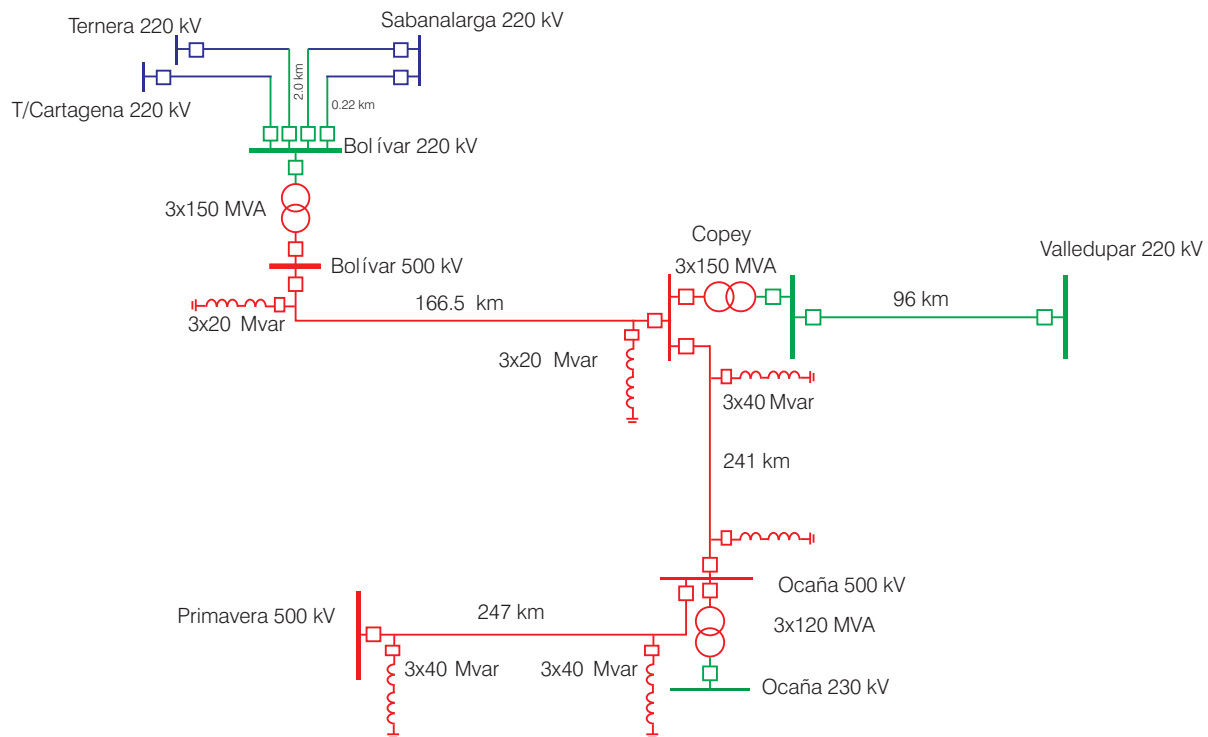 Ternera 220 kV
Sabanalarga 220 kV
T/Cartagena 220 kV
2.0 km
0.22 km
Bolívar 220 kV
3x150 MVA
Bolívar 500 kV
3x20 Mvar
166.5 km
3x20 Mvar
Copey
3x150 MVA
Valledupar 220 kV
96 km
3x40 Mvar
241 km
Ocaña 500 kV
3x120 MVA
Ocaña 230 kV
Primavera 500 kV
247 km
3x40 Mvar
3x40 Mvar